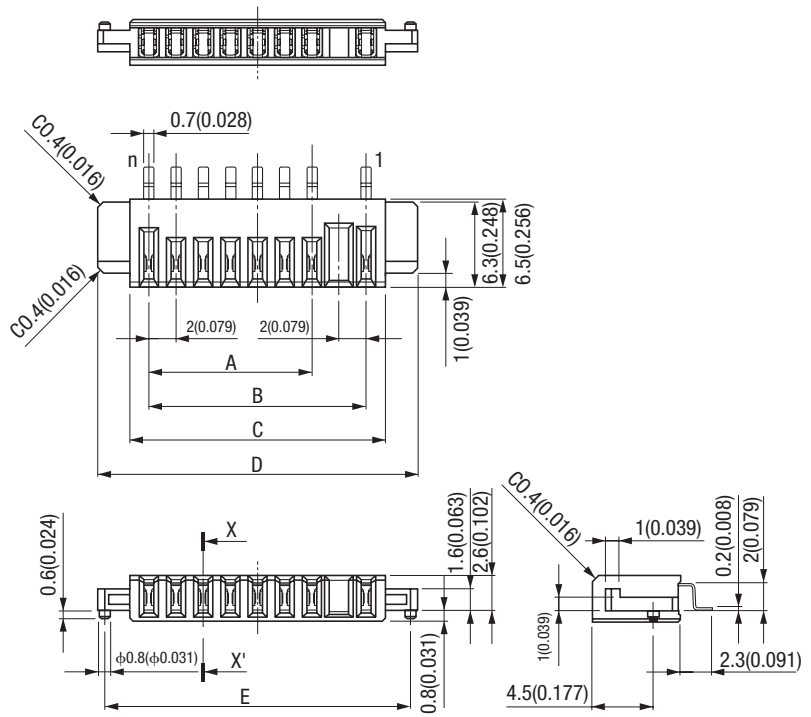 0.7(0.028)
C0.4(0.016)
n
1
C0.4(0.016)
6.3(0.248)
6.5(0.256)
1(0.039)
2(0.079)
2(0.079)
A
B
C
D
0.6(0.024)
X
1.6(0.063)
2.6(0.102)
C0.4(0.016)
1(0.039)
0.2(0.008)
2(0.079)
ϕ0.8(ϕ0.031)
X'
0.8(0.031)
1(0.039)
2.3(0.091)
E
4.5(0.177)